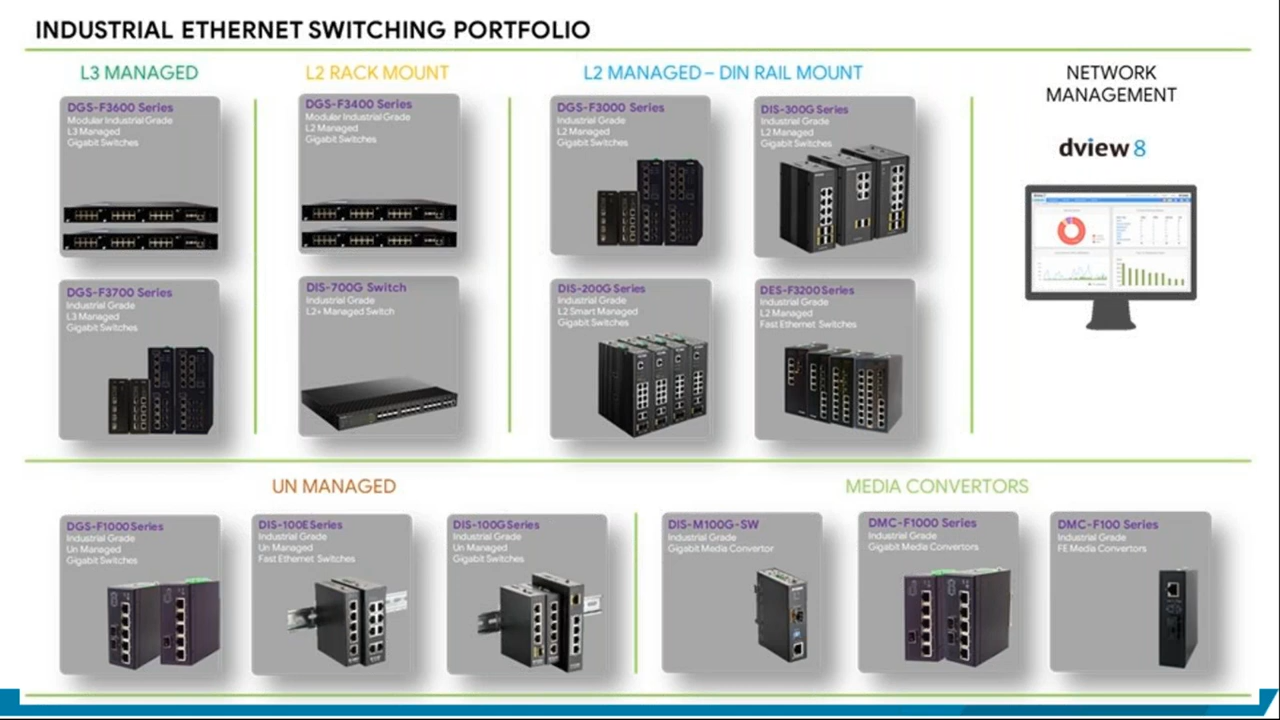 INDUSTRIAL ETHERNET SWITCHING PORTFOLIO
L3 MANAGED
DGS-F3600 Series
Modular Industrial Grade
L3 Managed
Gigabit Switches
DGS-F3700 Series
Industrial Grade
L3 Managed
Gigabit Switches
L2 RACK MOUNT
DGS-F3400 Series
Modular Industrial Grade
L2 Managed
Gigabit Switches
DIS-700G Switch
Industrial Grade
L2+ Managed Switch
L2 MANAGED – DIN RAIL MOUNT
DGS-F3000 Series
Industrial Grade
L2 Managed
Gigabit Switches
DIS-300G Series
Industrial Grade
L2 Managed
Gigabit Switches
DIS-200G Series
Industrial Grade
L2 Smart Managed
Gigabit Switches
DES-F3200 Series
Industrial Grade
L2 Managed
Fast Ethernet Switches
NETWORK
MANAGEMENT
dview 8
UN MANAGED
DGS-F1000 Series
Industrial Grade
Un Managed
Gigabit Switches
DIS-100E Series
Industrial Grade
Un Managed
Fast Ethernet Switches
DIS-100G Series
Industrial Grade
Un Managed
Gigabit Switches
MEDIA CONVERTORS
DIS-M100G-SW
Industrial Grade
Gigabit Media Convertor
DMC-F1000 Series
Industrial Grade
Gigabit Media Convertors
DMC-F100 Series
Industrial Grade
FE Media Convertors